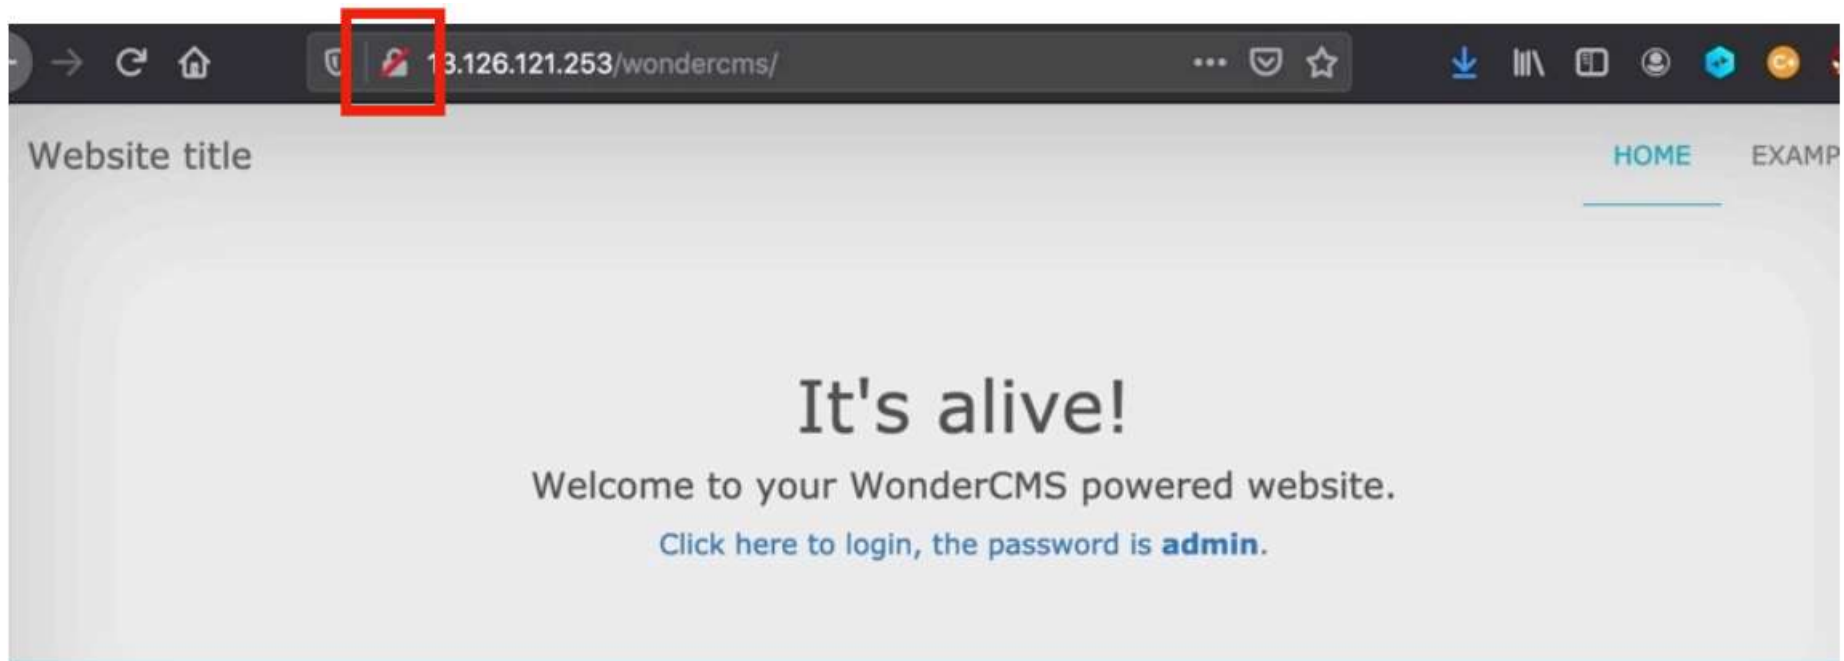 13.126.121.253/wondercms/
Website title
HOME EXAMP
It's alive!
Welcome to your WonderCMS powered website.
Click here to login, the password is admin.